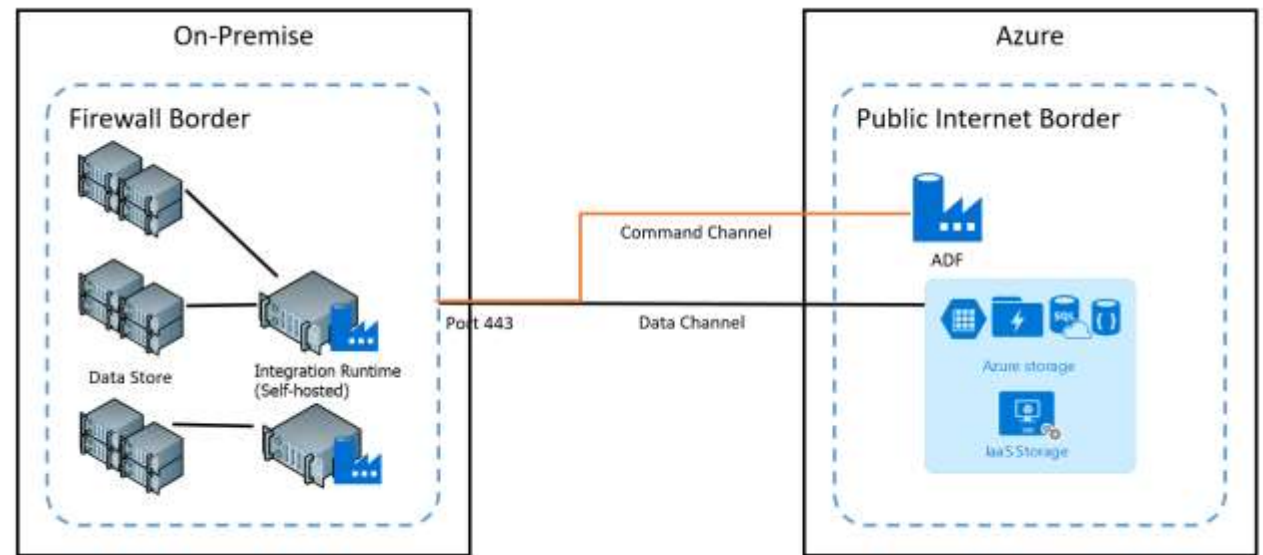 On-Premise
Firewall Border
Data Store
Integration Runtime
(Self-hosted)
Port 443
Command Channel
Data Channel
Azure
Public Internet Border
ADF
SQL
Azure storage
IaaS Storage